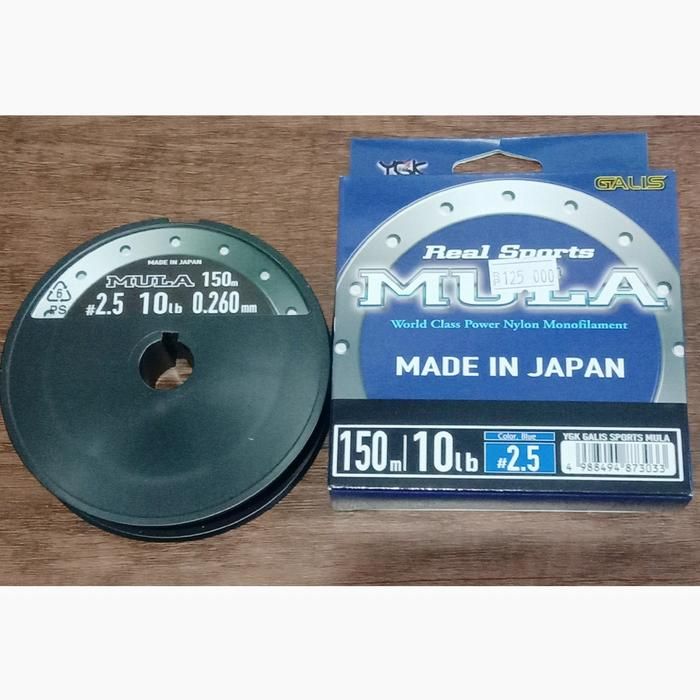 MADE IN JAPAN
MULA 150m
#2.5 10lb 0.260mm
6
PS
YGK
GALIS
Real Sports
MULA
125 000
World Class Power Nylon Monofilament
MADE IN JAPAN
150m 10lb
Color. Blue
#2.5
YGK GALIS SPORTS MULA
4 988494 873033